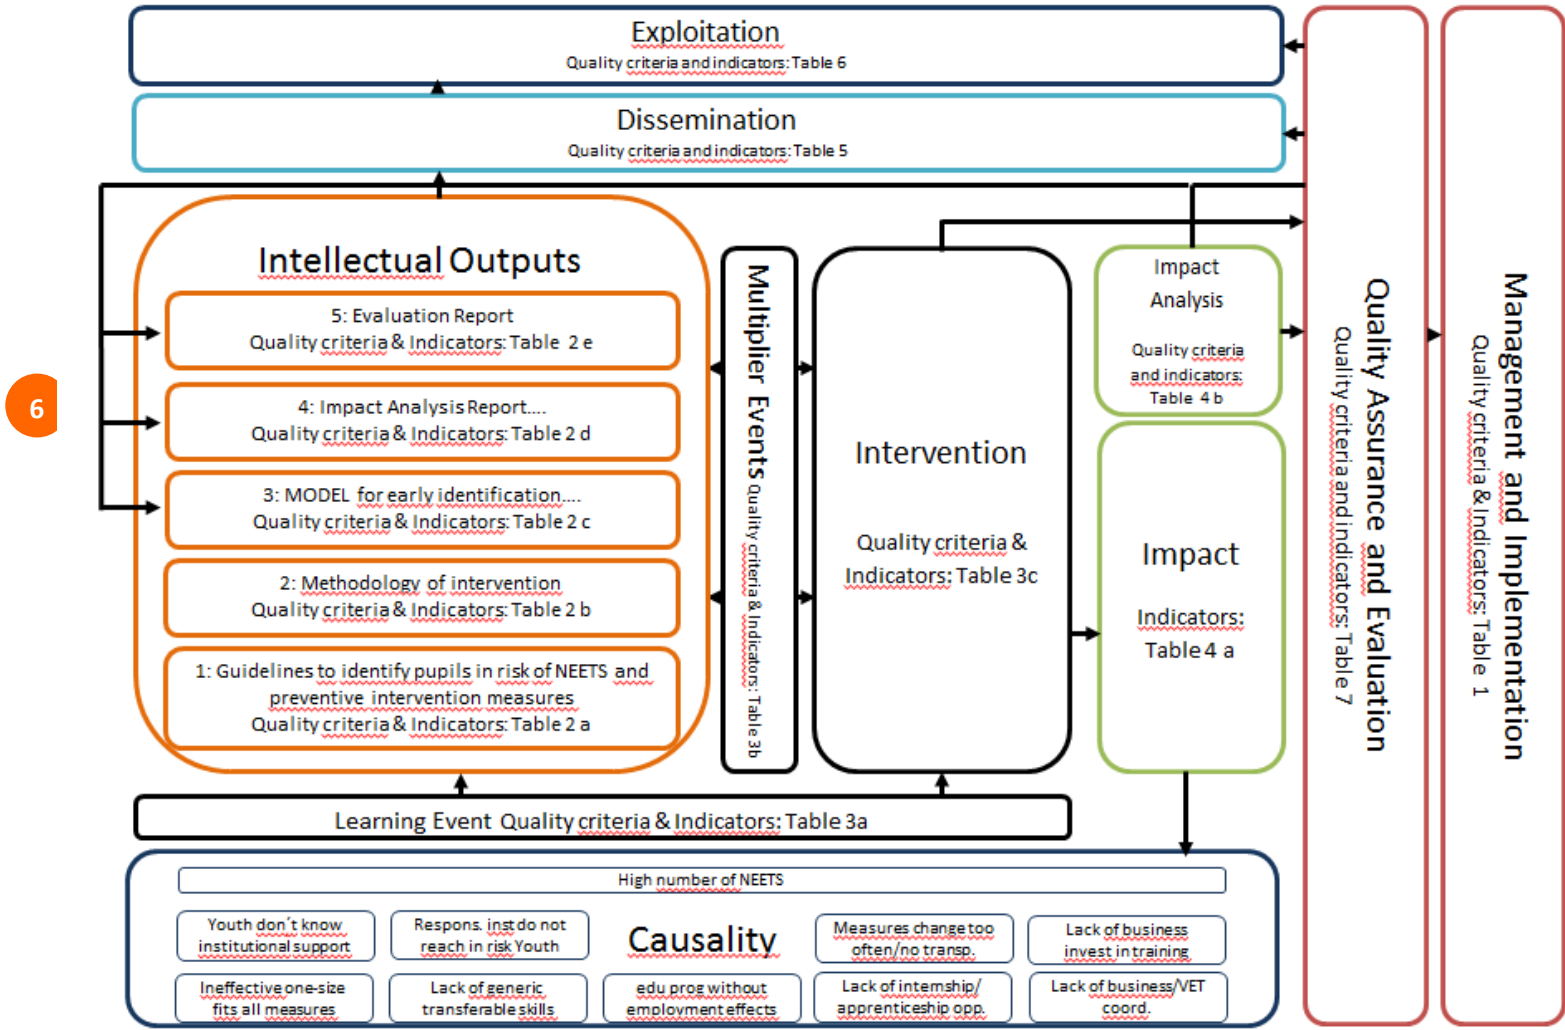 Exploitation
Quality criteria and indicators: Table 6
Dissemination
Quality criteria and indicators: Table 5
Intellectual Outputs
5: Evaluation Report
Quality criteria & Indicators: Table 2 e
4: Impact Analysis Report....
Quality criteria & Indicators: Table 2 d
3: MODEL for early identification....
Quality criteria & Indicators: Table 2 c
2: Methodology of intervention
Quality criteria & Indicators: Table 2 b
1: Guidelines to identify pupils in risk of NEETS and
preventive intervention measures
Quality criteria & Indicators: Table 2 a
6
Multiplier Events Quality criteria & Indicators: Table 3b
Intervention
Quality criteria &
Indicators: Table 3c
Impact
Analysis
Quality criteria
and indicators:
Table 4 b
Impact
Indicators:
Table 4 a
Quality Assurance and Evaluation
Quality criteria and indicators: Table 7
Management and Implementation
Quality criteria & Indicators: Table 1
Learning Event Quality criteria & Indicators: Table 3a
High number of NEETS
Youth don´t know
institutional support
Respons. inst do not
reach in risk Youth
Causality
Measures change too
often/no transp.
Lack of business
invest in training
Ineffective one-size
fits all measures
Lack of generic
transferable skills
edu prog without
employment effects
Lack of internship/
apprenticeship opp.
Lack of business/VET
coord.